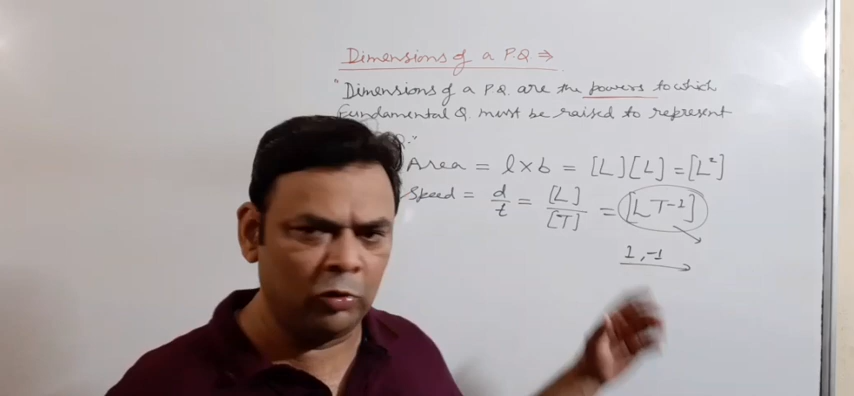 Dimensions of a P.Q ⇒
"Dimensions of a P.Q. are the powers to which
Fundamental Q. must be raised to represent
Q."
Area = l × b = [L] [L] = [L²]
Speed = d/t = [L]/[T] = [L T⁻¹]
1, -1